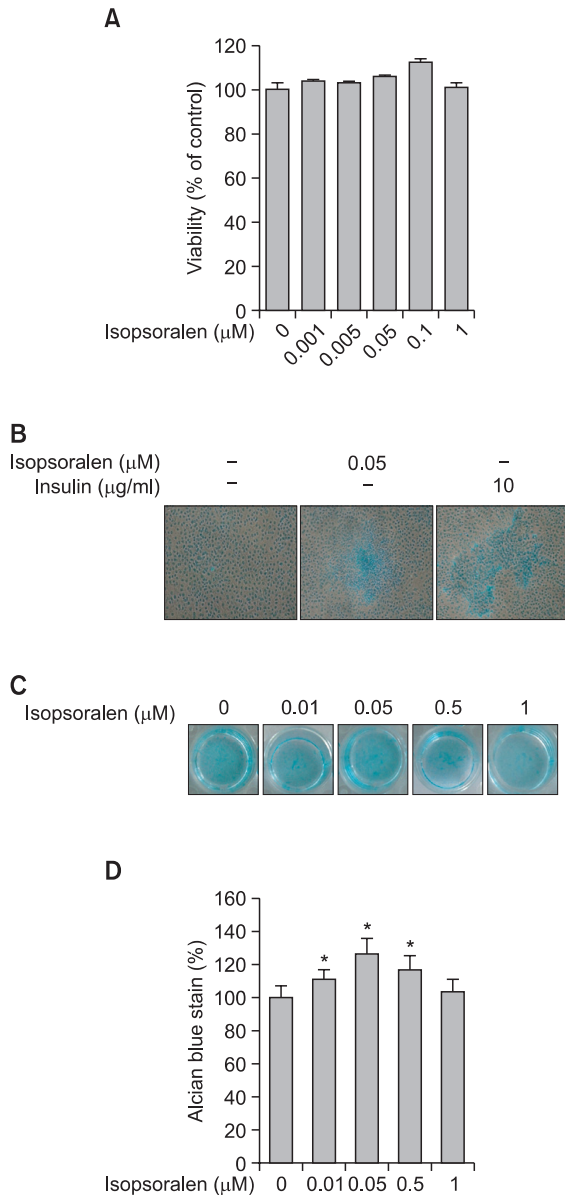 A
Viability (% of control)
120
100
80
60
40
20
0
Isopsoralen (μM)
0 0.001 0.005 0.05 0.1 1
B
Isopsoralen (μM) – 0.05 –
Insulin (μg/ml) – – 10
C
Isopsoralen (μM) 0 0.01 0.05 0.5 1
D
Alcian blue stain (%)
160
140
120
100
80
60
40
20
0
* * *
Isopsoralen (μM) 0 0.01 0.05 0.5 1